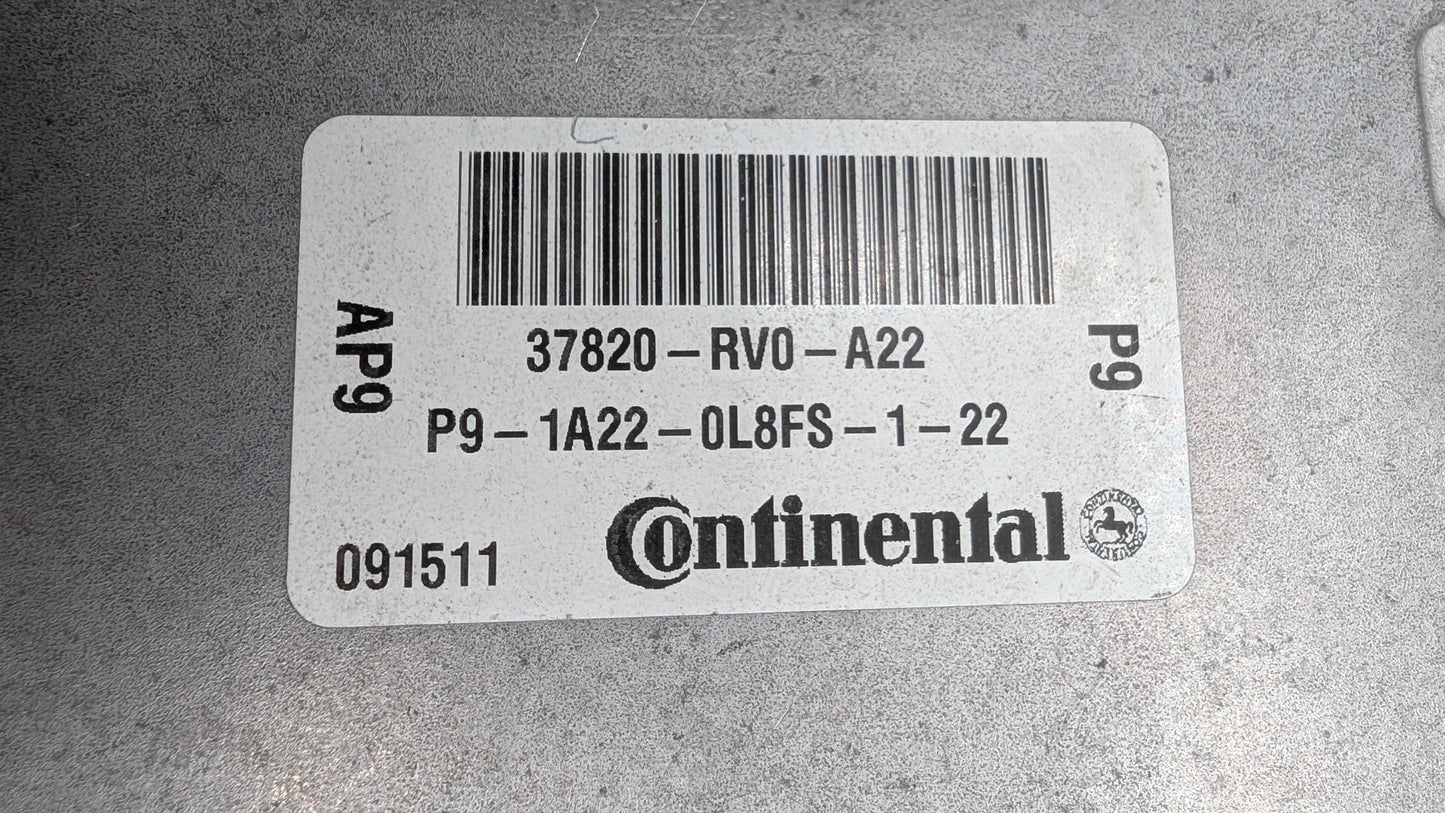 AP9
37820-RV0-A22
P9
P9-1A22-0L8FS-1-22
091511
Continental